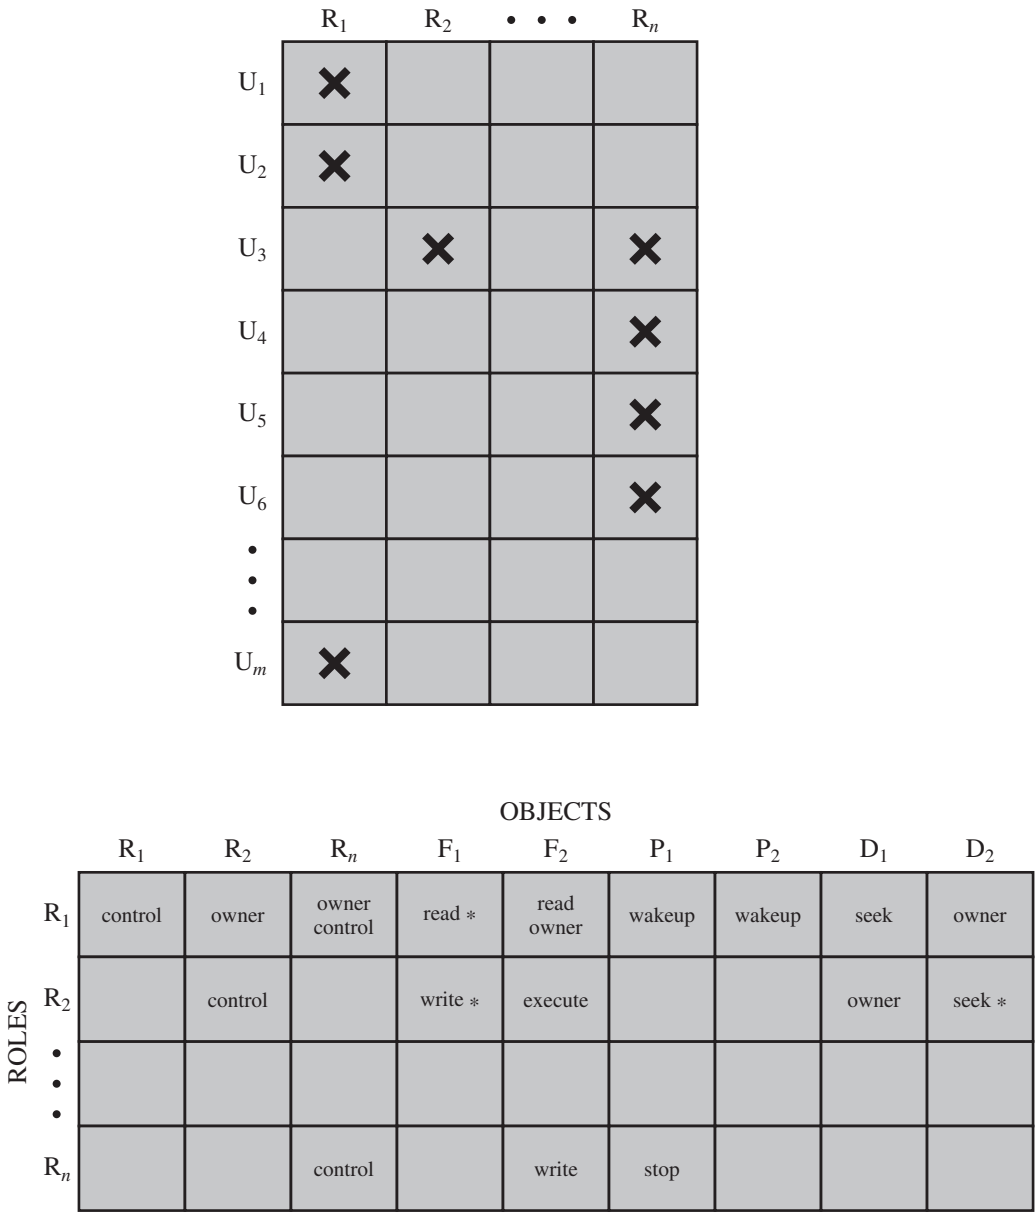 R1 R2 • • • Rn
U1
U2
U3
U4
U5
U6
•
•
•
Um
OBJECTS
R1 R2 Rn F1 F2 P1 P2 D1 D2
ROLES
R1 control owner owner control read * read owner wakeup wakeup seek owner
R2 control write * execute owner seek *
•
•
•
Rn control write stop